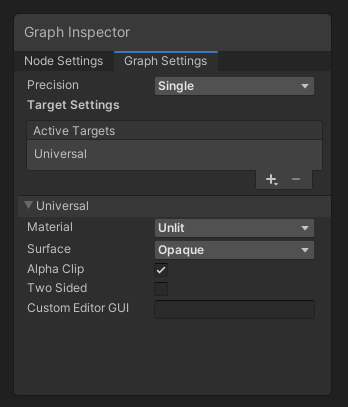 Graph Inspector
Node Settings Graph Settings
Precision Single
Target Settings
Active Targets
Universal
Universal
Material Unlit
Surface Opaque
Alpha Clip
Two Sided
Custom Editor GUI